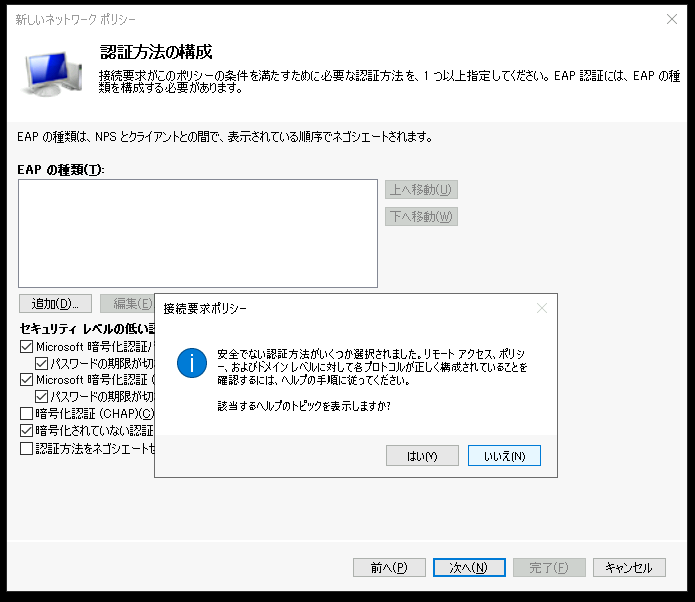 新しいネットワーク ポリシー
認証方法の構成
接続要求がこのポリシーの条件を満たすために必要な認証方法を、1 つ以上指定してください。EAP 認証には、EAP の種
類を構成する必要があります。
EAP の種類は、NPS とクライアントとの間で、表示されている順序でネゴシエートされます。
EAP の種類(T):
上へ移動(U)
下へ移動(W)
追加(D)...
編集(E)
セキュリティ レベルの低い
Microsoft 暗号化認証
パスワードの期限が切
Microsoft 暗号化認証 (
パスワードの期限が切
暗号化認証 (CHAP)(C)
暗号化されていない認証
認証方法をネゴシエート
接続要求ポリシー
安全でない認証方法がいくつか選択されました。リモート アクセス、ポリシ
ー、およびドメイン レベルに対して各プロトコルが正しく構成されていることを
確認するには、ヘルプの手順に従ってください。
該当するヘルプのトピックを表示しますか?
はい(Y)
いいえ(N)
前へ(P)
次へ(N)
完了(F)
キャンセル